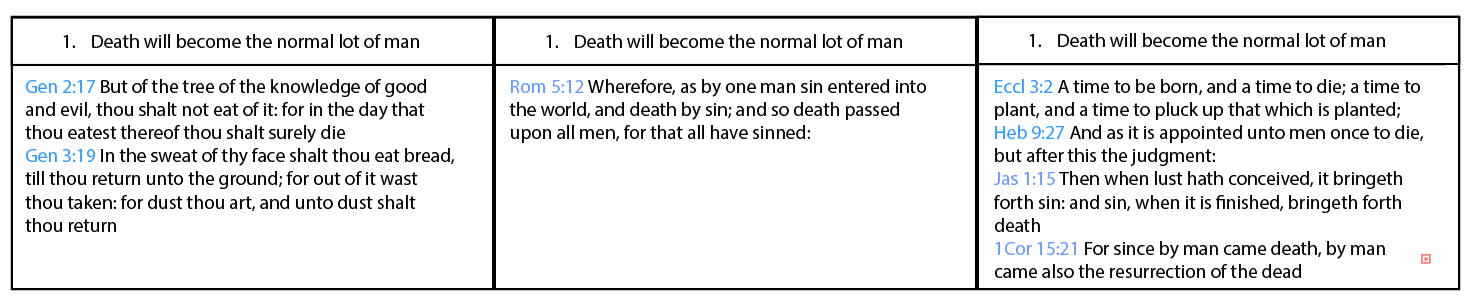 1. Death will become the normal lot of man
Gen 2:17 But of the tree of the knowledge of good
and evil, thou shalt not eat of it: for in the day that
thou eatest thereof thou shalt surely die
Gen 3:19 In the sweat of thy face shalt thou eat bread,
till thou return unto the ground; for out of it wast
thou taken: for dust thou art, and unto dust shalt
thou return
1. Death will become the normal lot of man
Rom 5:12 Wherefore, as by one man sin entered into
the world, and death by sin; and so death passed
upon all men, for that all have sinned:
1. Death will become the normal lot of man
Eccl 3:2 A time to be born, and a time to die; a time to
plant, and a time to pluck up that which is planted;
Heb 9:27 And as it is appointed unto men once to die,
but after this the judgment:
Jas 1:15 Then when lust hath conceived, it bringeth
forth sin: and sin, when it is finished, bringeth forth
death
1Cor 15:21 For since by man came death, by man
came also the resurrection of the dead